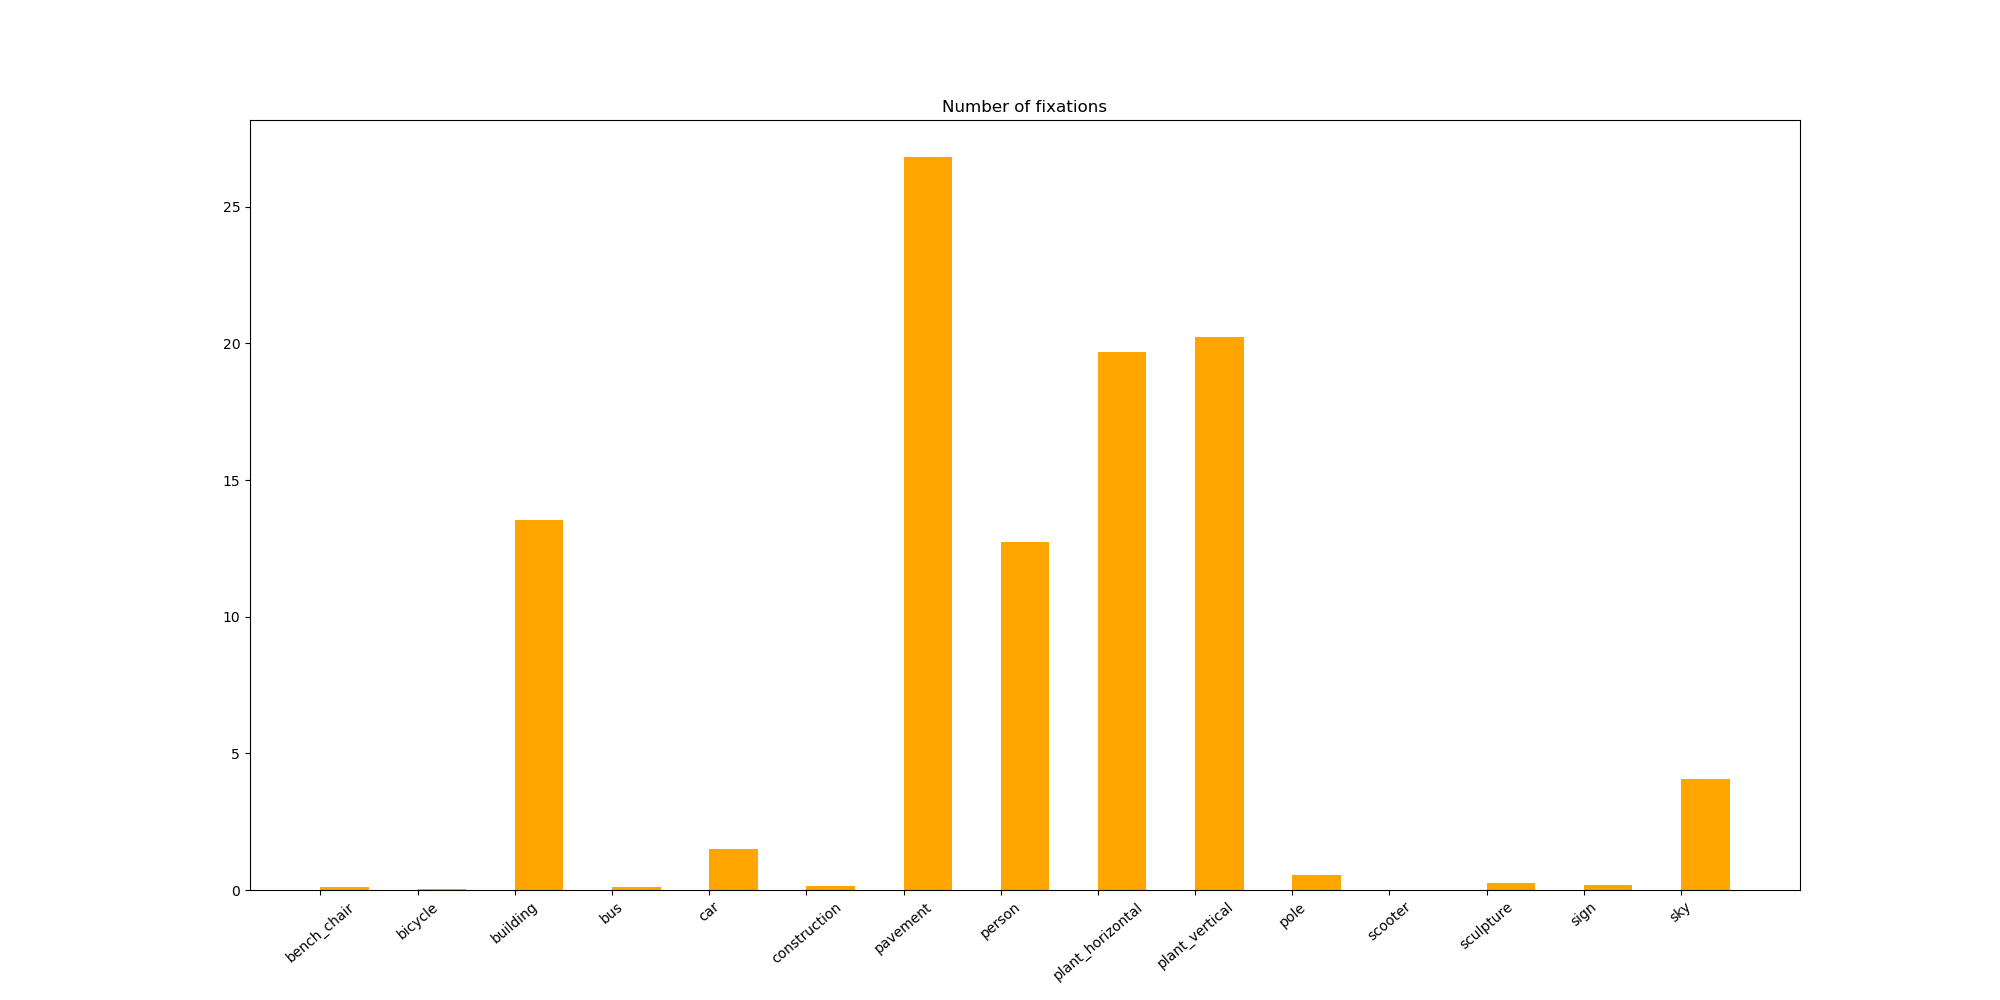 Number of fixations
25
20
15
10
5
0
bench_chair
bicycle
building
bus
car
construction
pavement
person
plant_horizontal
plant_vertical
pole
scooter
sculpture
sign
sky